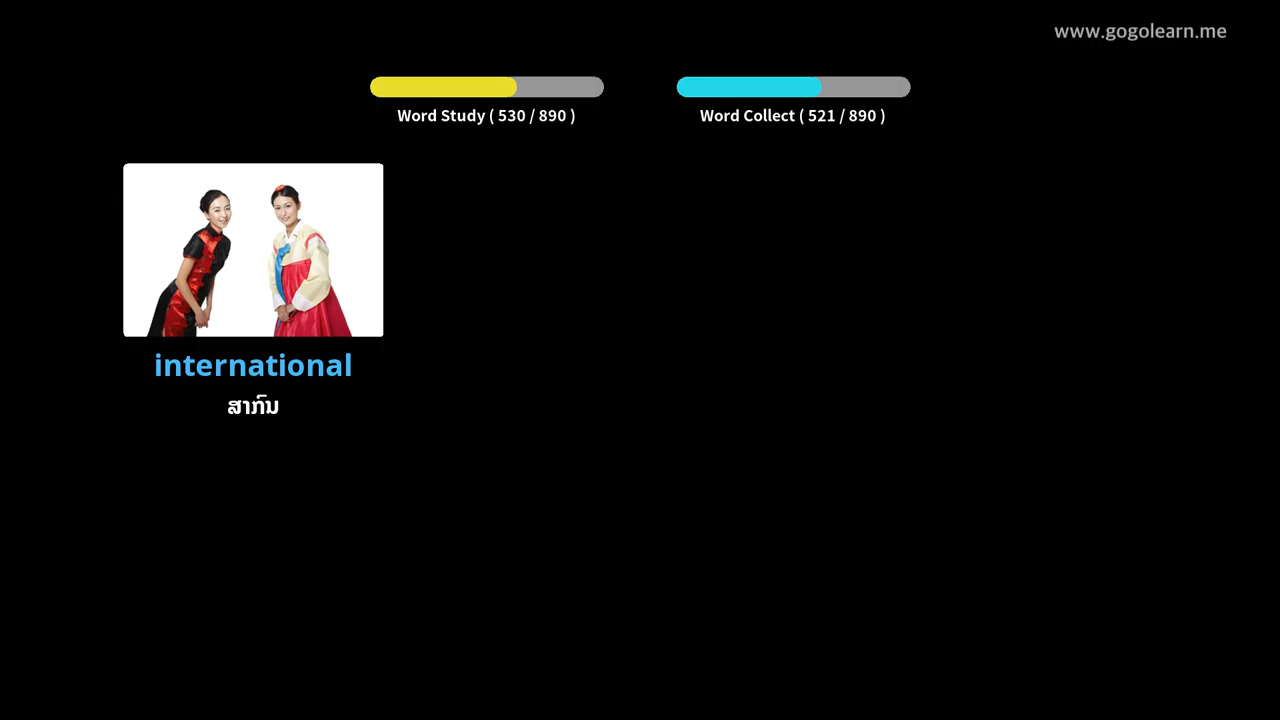 www.gogolearn.me
Word Study ( 530 / 890 )
Word Collect ( 521 / 890 )
international
ສາກົນ